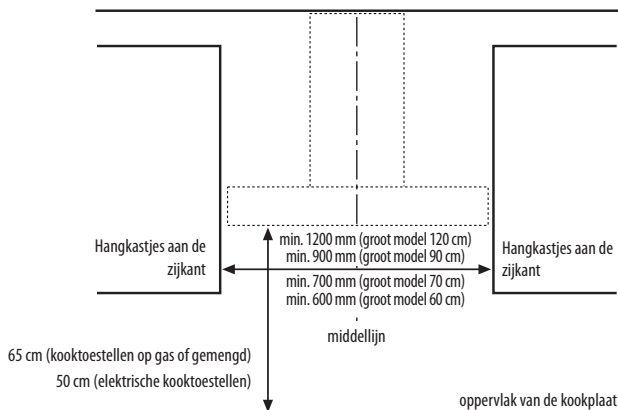 Hangkastjes aan de
zijkant
min. 1200 mm (groot model 120 cm)
min. 900 mm (groot model 90 cm)
min. 700 mm (groot model 70 cm)
min. 600 mm (groot model 60 cm)
Hangkastjes aan de
zijkant
middellijn
65 cm (kooktoestellen op gas of gemengd)
50 cm (elektrische kooktoestellen)
oppervlak van de kookplaat